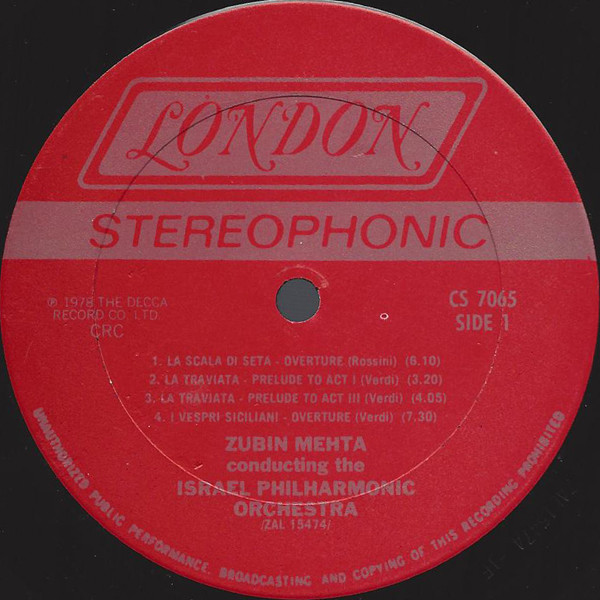 LONDON
STEREOPHONIC
℗ 1978 THE DECCA
RECORD CO. LTD.
CRC
CS 7065
SIDE 1
1. LA SCALA DI SETA - OVERTURE (Rossini) (6.10)
2. LA TRAVIATA - PRELUDE TO ACT I (Verdi) (3.20)
3. LA TRAVIATA - PRELUDE TO ACT III (Verdi) (4.05)
4. I VESPRI SICILIANI - OVERTURE (Verdi) (7.30)
ZUBIN MEHTA
conducting the
ISRAEL PHILHARMONIC
ORCHESTRA
/ZAL 15474/
UNAUTHORIZED PUBLIC PERFORMANCE, BROADCASTING AND COPYING OF THIS RECORDING PROHIBITED